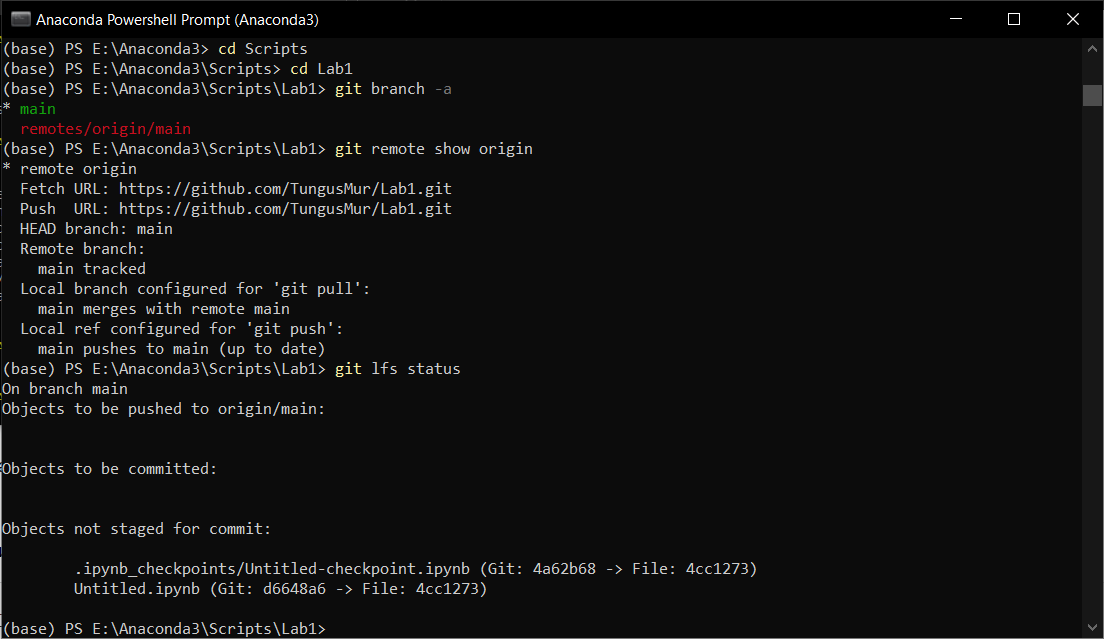 Anaconda Powershell Prompt (Anaconda3)
(base) PS E:\Anaconda3> cd Scripts
(base) PS E:\Anaconda3\Scripts> cd Lab1
(base) PS E:\Anaconda3\Scripts\Lab1> git branch -a
* main
  remotes/origin/main
(base) PS E:\Anaconda3\Scripts\Lab1> git remote show origin
* remote origin
  Fetch URL: https://github.com/TungusMur/Lab1.git
  Push  URL: https://github.com/TungusMur/Lab1.git
  HEAD branch: main
  Remote branch:
    main tracked
  Local branch configured for 'git pull':
    main merges with remote main
  Local ref configured for 'git push':
    main pushes to main (up to date)
(base) PS E:\Anaconda3\Scripts\Lab1> git lfs status
On branch main
Objects to be pushed to origin/main:
Objects to be committed:
Objects not staged for commit:
        .ipynb_checkpoints/Untitled-checkpoint.ipynb (Git: 4a62b68 -> File: 4cc1273)
        Untitled.ipynb (Git: d6648a6 -> File: 4cc1273)
(base) PS E:\Anaconda3\Scripts\Lab1>